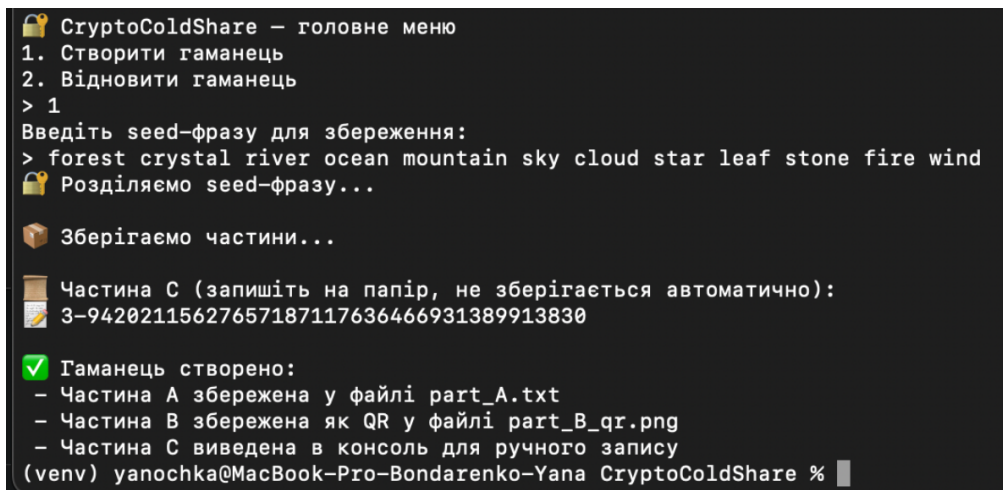 🔐 CryptoColdShare — головне меню
1. Створити гаманець
2. Відновити гаманець
> 1
Введіть seed-фразу для збереження:
> forest crystal river ocean mountain sky cloud star leaf stone fire wind
🔐 Розділяємо seed-фразу...
📦 Зберігаємо частини...
📜 Частина C (запишіть на папір, не зберігається автоматично):
📝 3-94202115627657187117636466931389913830
✅ Гаманець створено:
– Частина A збережена у файлі part_A.txt
– Частина B збережена як QR у файлі part_B_qr.png
– Частина C виведена в консоль для ручного запису
(venv) yanochka@MacBook-Pro-Bondarenko-Yana CryptoColdShare %